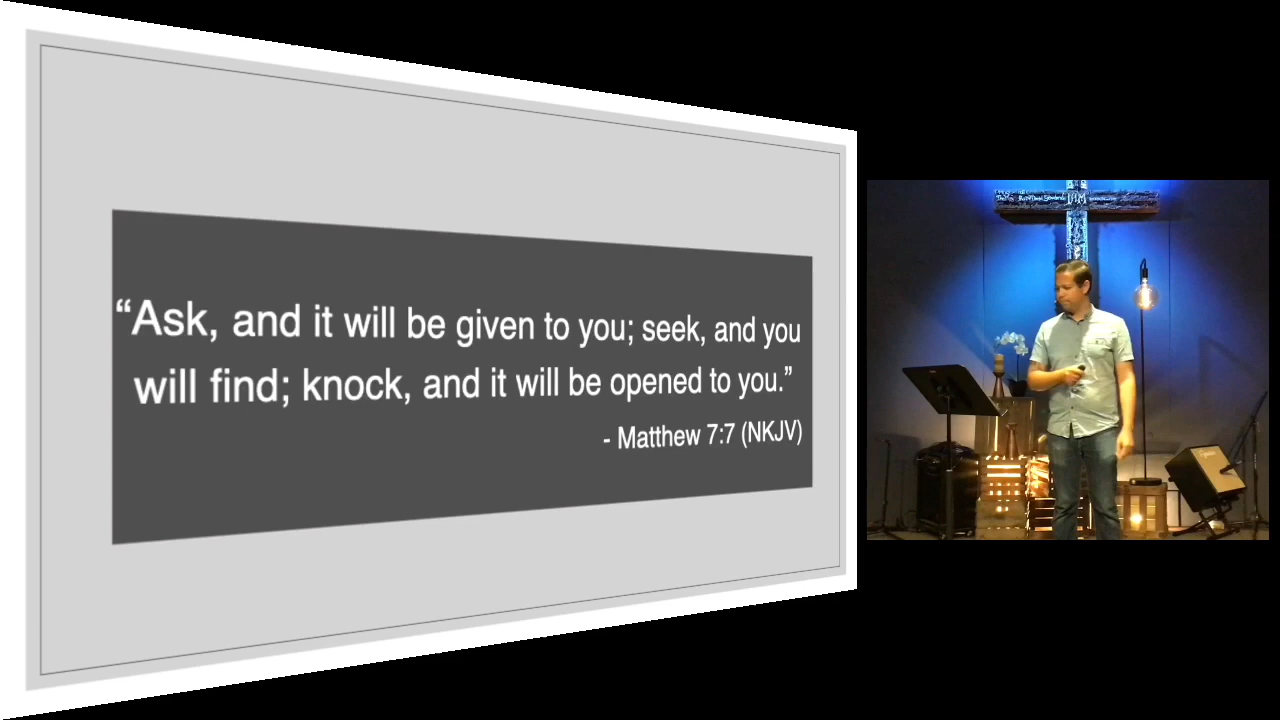 “Ask, and it will be given to you; seek, and you
will find; knock, and it will be opened to you.”
- Matthew 7:7 (NKJV)
I AM